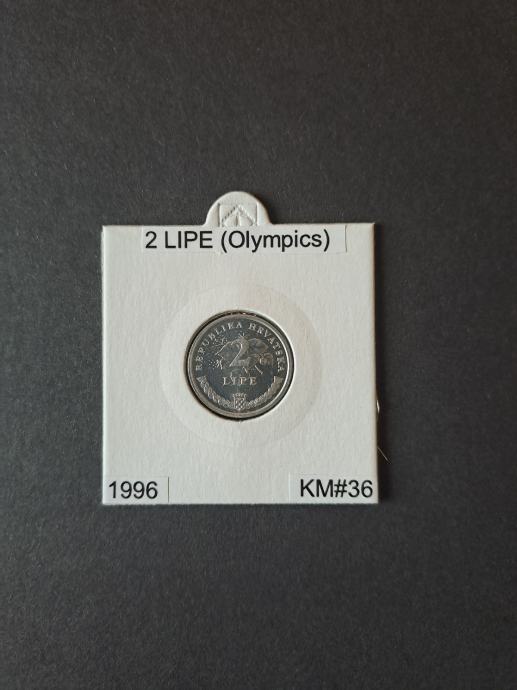 2 LIPE (Olympics)
REPUBLIKA HRVATSKA
2
LIPE
1996
KM#36